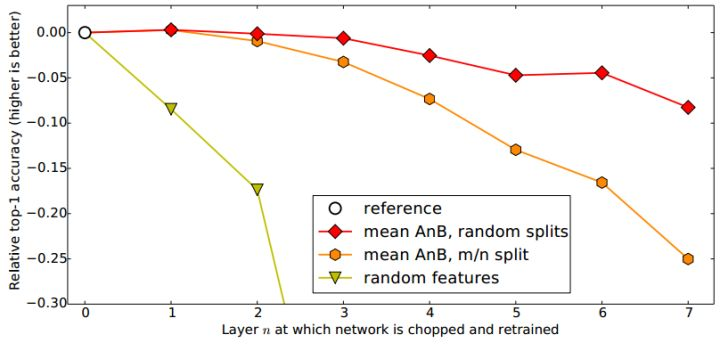 Relative top-1 accuracy (higher is better)
0.00
−0.05
−0.10
−0.15
−0.20
−0.25
−0.30
reference
mean AnB, random splits
mean AnB, m/n split
random features
0 1 2 3 4 5 6 7
Layer n at which network is chopped and retrained